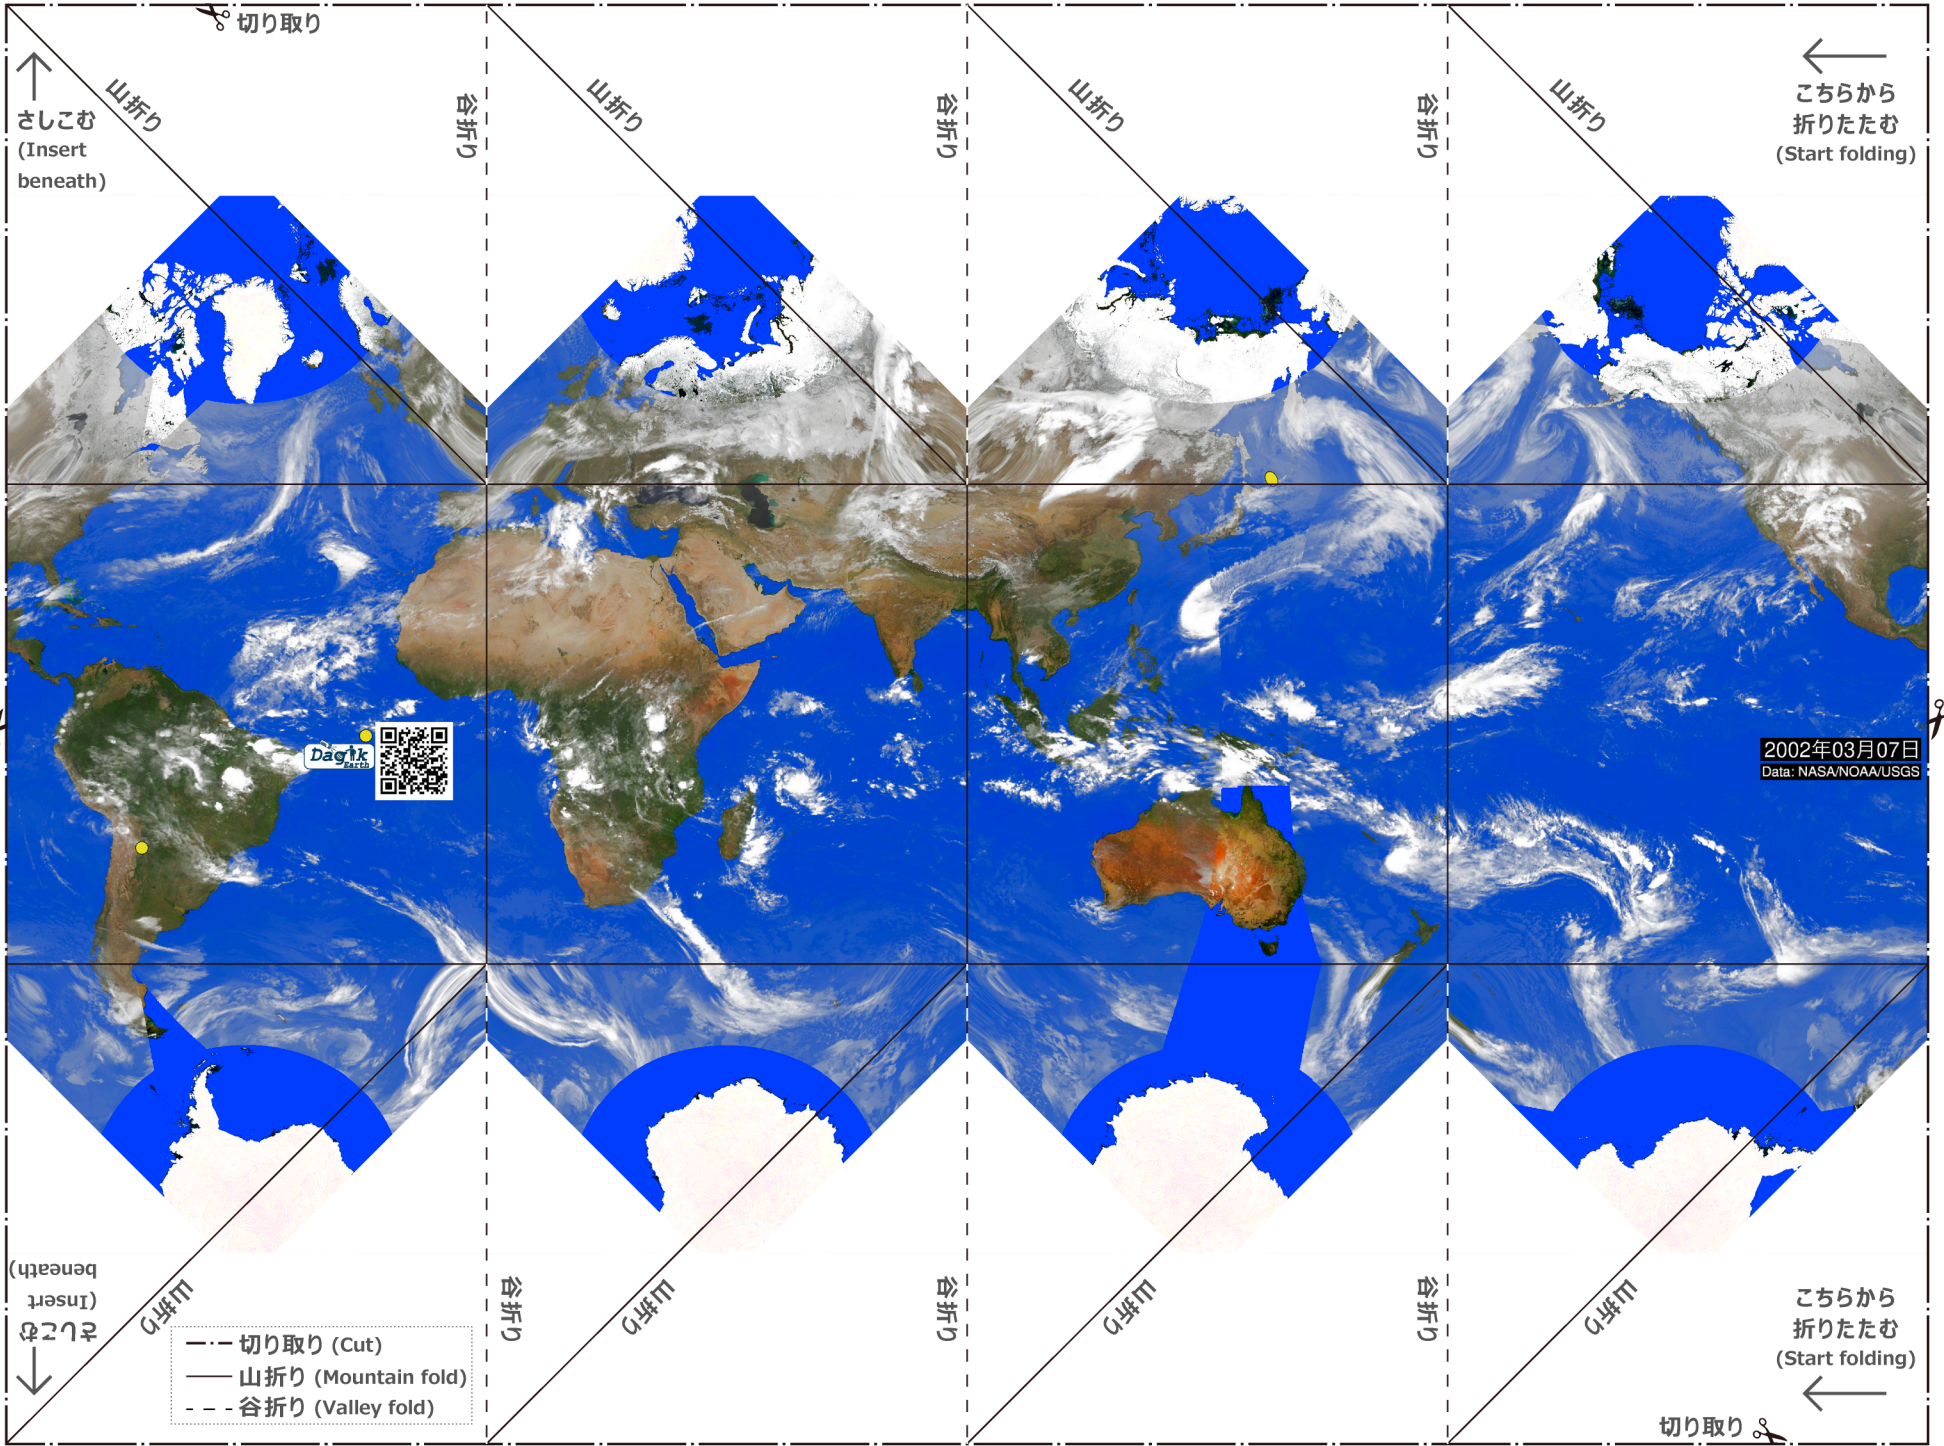 切り取り
さしこむ
(Insert
beneath)
山折り
谷折り
山折り
谷折り
山折り
谷折り
山折り
こちらから
折りたたむ
(Start folding)
Dagik
Earth
2002年03月07日
Data: NASA/NOAA/USGS
さしこむ
(Insert
beneath)
山折り
谷折り
山折り
谷折り
山折り
谷折り
山折り
こちらから
折りたたむ
(Start folding)
切り取り (Cut)
山折り (Mountain fold)
谷折り (Valley fold)
切り取り